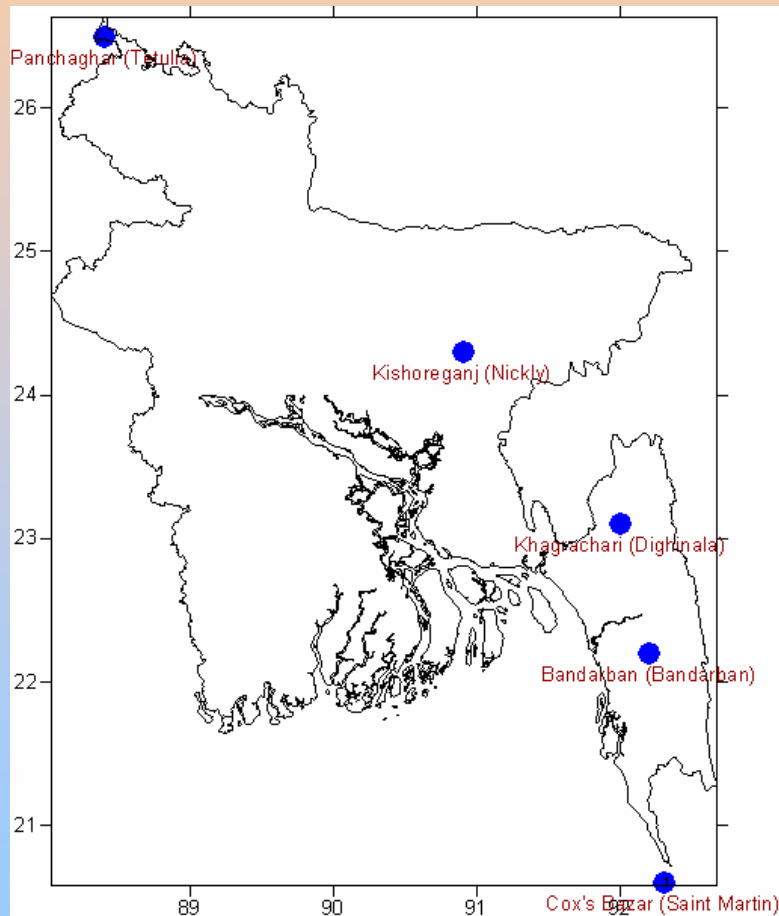 Panchaghar (Tetulia)
26
25
Kishoreganj (Nickly)
24
23
Khagrachari (Dighinala)
22
Bandarban (Bandarban)
21
Cox's Bazar (Saint Martin)
89 90 91 92